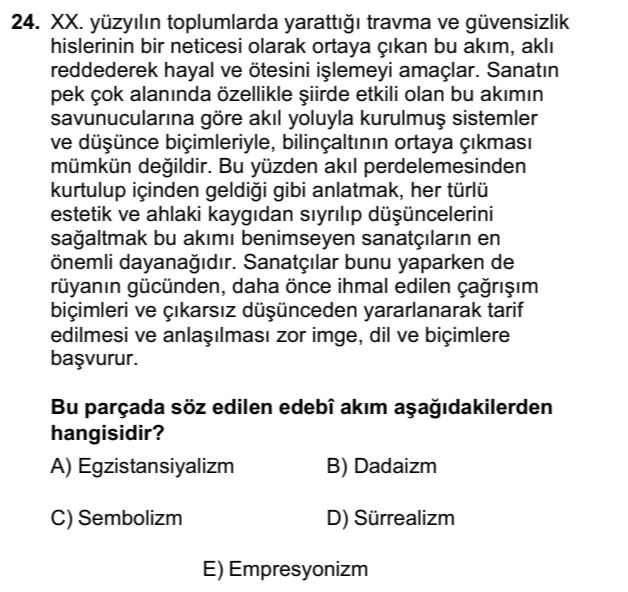 24. XX. yüzyılın toplumlarda yarattığı travma ve güvensizlik
hislerinin bir neticesi olarak ortaya çıkan bu akım, aklı
reddederek hayal ve ötesini işlemeyi amaçlar. Sanatın
pek çok alanında özellikle şiirde etkili olan bu akımın
savunucularına göre akıl yoluyla kurulmuş sistemler
ve düşünce biçimleriyle, bilinçaltının ortaya çıkması
mümkün değildir. Bu yüzden akıl perdelemesinden
kurtulup içinden geldiği gibi anlatmak, her türlü
estetik ve ahlaki kaygıdan sıyrılıp düşüncelerini
sağaltmak bu akımı benimseyen sanatçıların en
önemli dayanağıdır. Sanatçılar bunu yaparken de
rüyanın gücünden, daha önce ihmal edilen çağrışım
biçimleri ve çıkarsız düşünceden yararlanarak tarif
edilmesi ve anlaşılması zor imge, dil ve biçimlere
başvurur.
Bu parçada söz edilen edebî akım aşağıdakilerden
hangisidir?
A) Egzistansiyalizm B) Dadaizm
C) Sembolizm D) Sürrealizm
E) Empresyonizm